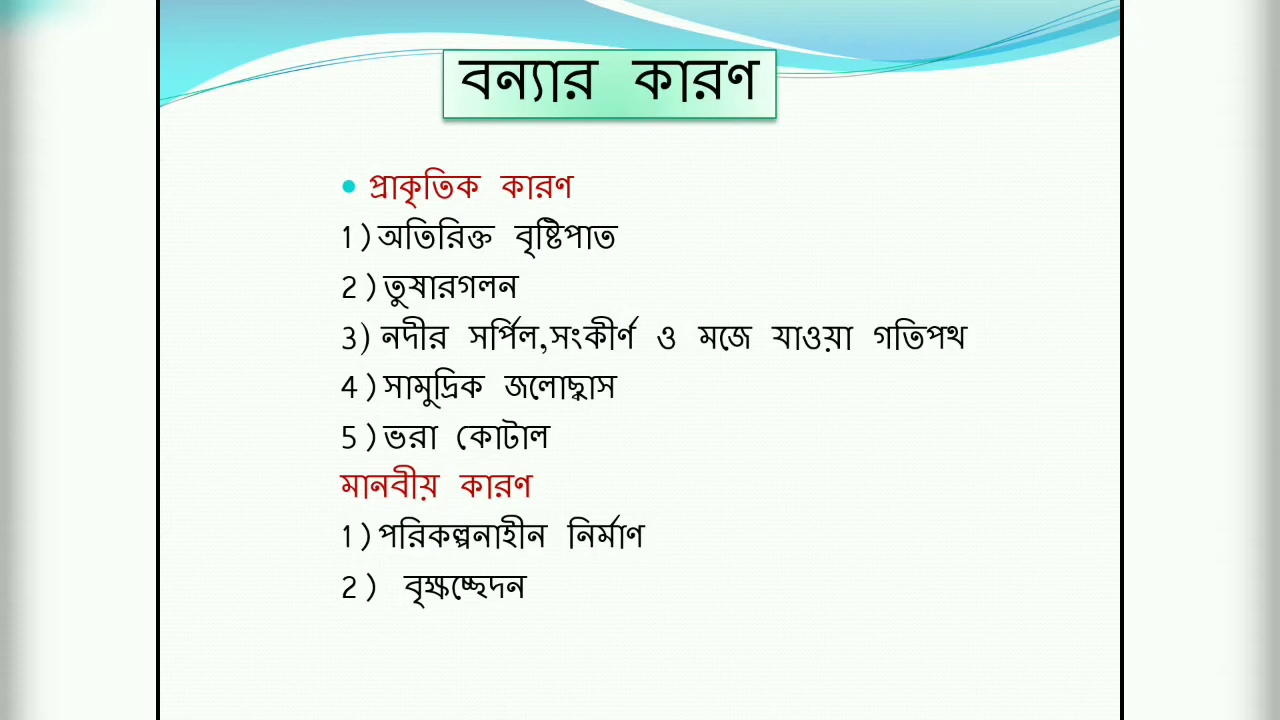 বন্যার কারণ
• প্রাকৃতিক কারণ
1)অতিরিক্ত বৃষ্টিপাত
2)তুষারগলন
3) নদীর সর্পিল,সংকীর্ণ ও মজে যাওয়া গতিপথ
4)সামুদ্রিক জলোছ্বাস
5)ভরা কোটাল
মানবীয় কারণ
1)পরিকল্পনাহীন নির্মাণ
2) বৃক্ষচ্ছেদন